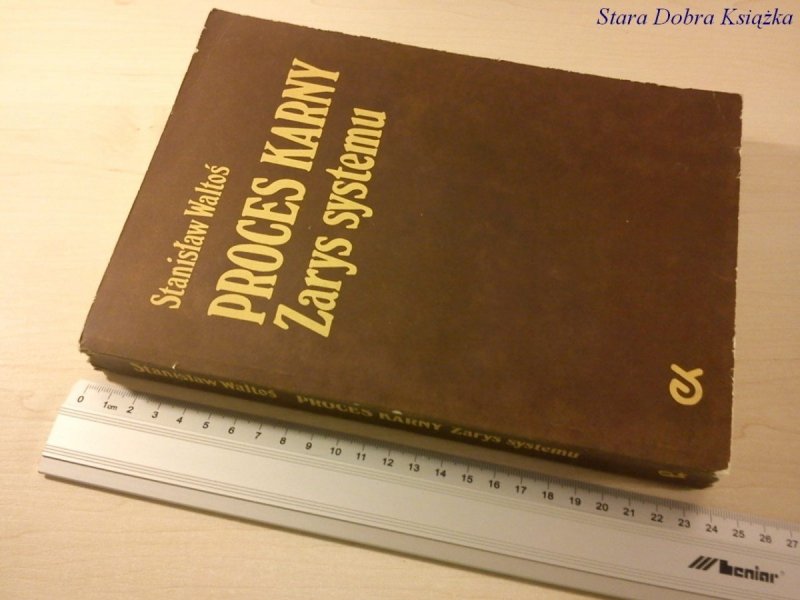 Stara Dobra Książka
Stanisław Waltoś
PROCES KARNY
Zarys systemu
Stanisław Waltoś PROCES KARNY Zarys systemu
0 1cm 2 3 4 5 6 7 8 9 10 11 12 13 14 15 16 17 18 19 20 21 22 23 24 25 26 27
leniar